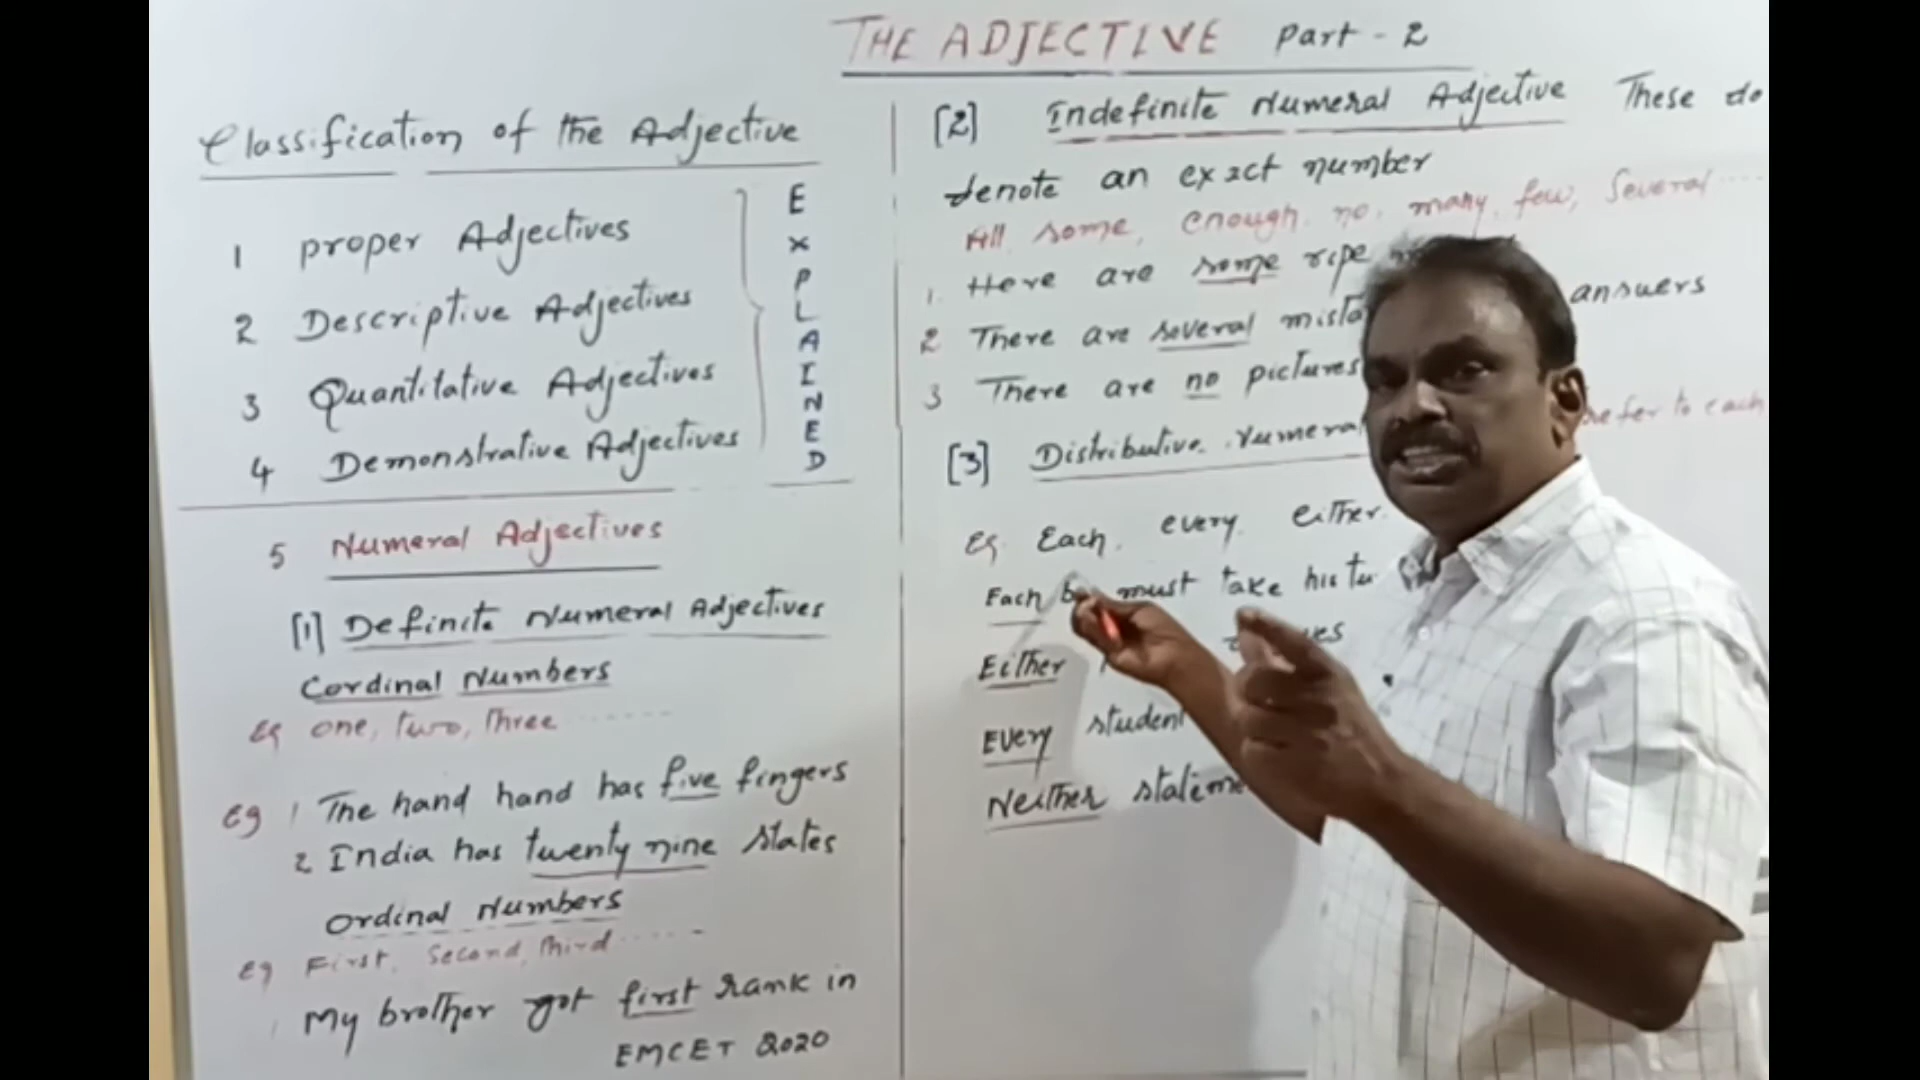 THE ADJECTIVE Part - 2
Classification of the Adjective
1 proper Adjectives
2 Descriptive Adjectives
3 Quantitative Adjectives
4 Demonstrative Adjectives
EXPLAINED
5 Numeral Adjectives
[1] Definite Numeral Adjectives
Cordinal Numbers
Eg one, two, three ......
Eg 1 The hand hand has five fingers
2 India has twenty nine states
Ordinal Numbers
Eg First, Second, third ......
1 My brother got first rank in
EMCET 2020
[2] Indefinite Numeral Adjective These do
denote an exact number
All some, enough, no, many, few, Several ....
1. Here are some ripe
2 There are several answers
3 There are no pictures
[3] Distributive refer to each
Eg. Each, every, either
Each must take his
Either
Every student
Neither